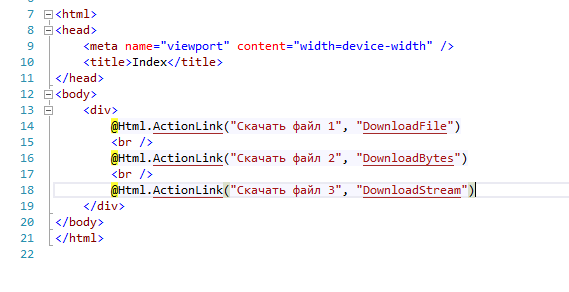 7 <html>
8 <head>
9 <meta name="viewport" content="width=device-width" />
10 <title>Index</title>
11 </head>
12 <body>
13 <div>
14 @Html.ActionLink("Скачать файл 1", "DownloadFile")
15 <br />
16 @Html.ActionLink("Скачать файл 2", "DownloadBytes")
17 <br />
18 @Html.ActionLink("Скачать файл 3", "DownloadStream")
19 </div>
20 </body>
21 </html>
22